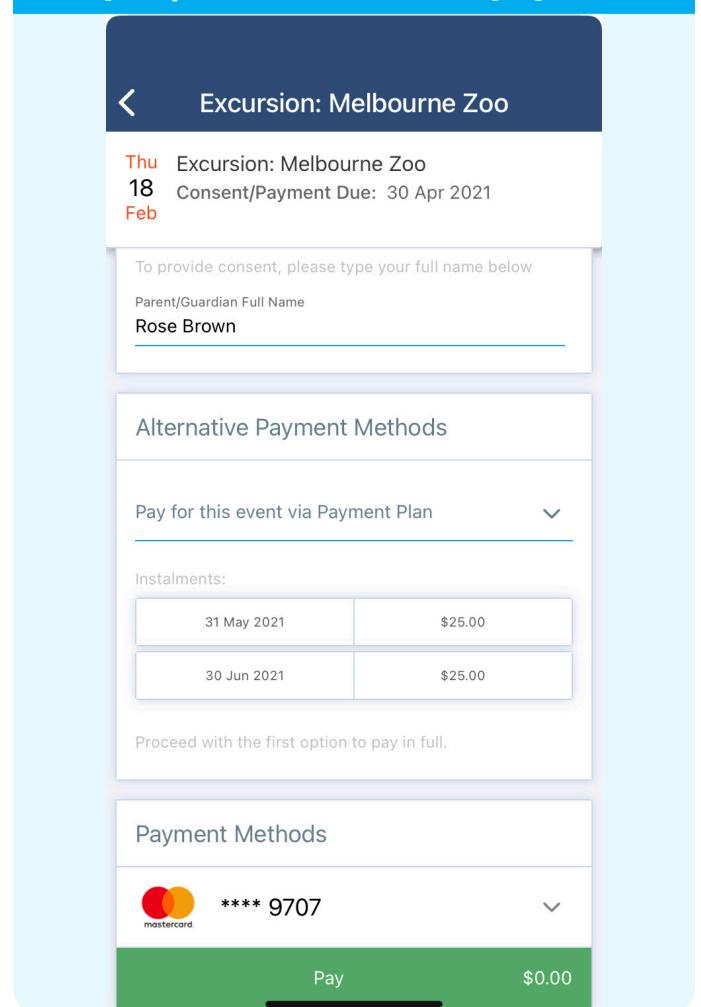 Excursion: Melbourne Zoo
Thu
18
Feb
Excursion: Melbourne Zoo
Consent/Payment Due: 30 Apr 2021
To provide consent, please type your full name below
Parent/Guardian Full Name
Rose Brown
Alternative Payment Methods
Pay for this event via Payment Plan
Instalments:
31 May 2021 $25.00
30 Jun 2021 $25.00
Proceed with the first option to pay in full.
Payment Methods
mastercard
**** 9707
Pay $0.00